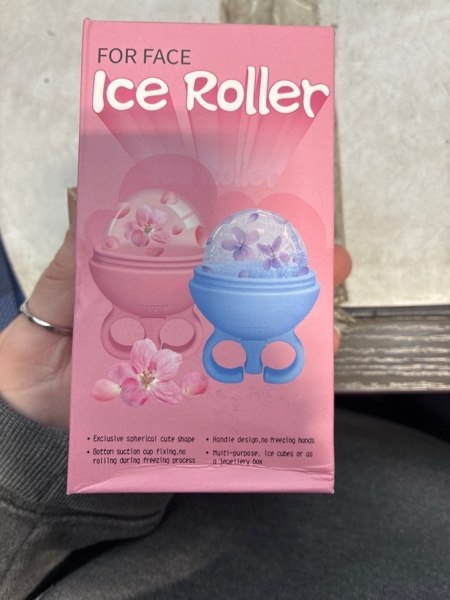 FOR FACE
Ice Roller
• Exclusive spherical cute shape
• Botton suction cup fixing,no
rolling during freezing process
• Handle design,no freezing hands
• Multi-purpose, ice cubes or as
a jewellery box